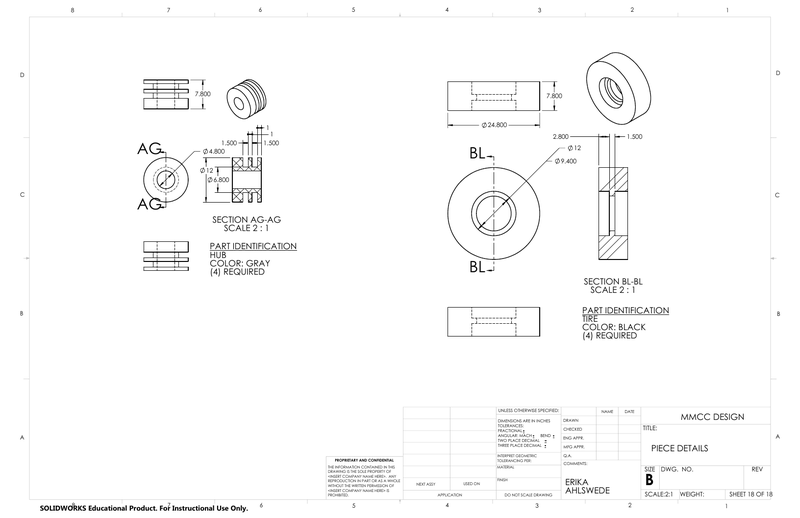 8 7 6 5 4 3 2 1
D D
7.800
7.800
Ø24.800
1
1
1.500 1.500
AG
Ø4.800
Ø12
Ø6.800
AG
SECTION AG-AG
SCALE 2 : 1
PART IDENTIFICATION
HUB
COLOR: GRAY
(4) REQUIRED
2.800 1.500
BL
Ø12
Ø9.400
BL
SECTION BL-BL
SCALE 2 : 1
PART IDENTIFICATION
TIRE
COLOR: BLACK
(4) REQUIRED
C C
B B
A A
PROPRIETARY AND CONFIDENTIAL
THE INFORMATION CONTAINED IN THIS
DRAWING IS THE SOLE PROPERTY OF
<INSERT COMPANY NAME HERE>. ANY
REPRODUCTION IN PART OR AS A WHOLE
WITHOUT THE WRITTEN PERMISSION OF
<INSERT COMPANY NAME HERE> IS
PROHIBITED.
NEXT ASSY USED ON
APPLICATION
UNLESS OTHERWISE SPECIFIED:
DIMENSIONS ARE IN INCHES
TOLERANCES:
FRACTIONAL ±
ANGULAR: MACH ± BEND ±
TWO PLACE DECIMAL ±
THREE PLACE DECIMAL ±
INTERPRET GEOMETRIC
TOLERANCING PER:
MATERIAL
FINISH
DO NOT SCALE DRAWING
NAME DATE
DRAWN
CHECKED
ENG APPR.
MFG APPR.
Q.A.
COMMENTS:
ERIKA
AHLSWEDE
MMCC DESIGN
TITLE:
PIECE DETAILS
SIZE DWG. NO. REV
B
SCALE:2:1 WEIGHT: SHEET 18 OF 18
SOLIDWORKS Educational Product. For Instructional Use Only.
8 5 4 3 2 1